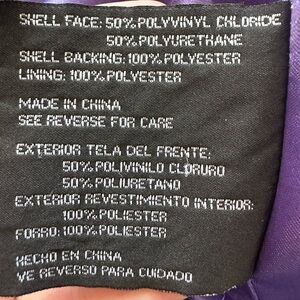 SHELL FACE: 50% POLYVINYL CHLORIDE
50% POLYURETHANE
SHELL BACKING: 100% POLYESTER
LINING: 100% POLYESTER
MADE IN CHINA
SEE REVERSE FOR CARE
EXTERIOR TELA DEL FRENTE:
50% POLIVINILO CLORURO
50% POLIURETANO
EXTERIOR REVESTIMIENTO INTERIOR:
100% POLIESTER
FORRO: 100% POLIESTER
HECHO EN CHINA
VE REVERSO PARA CUIDADO